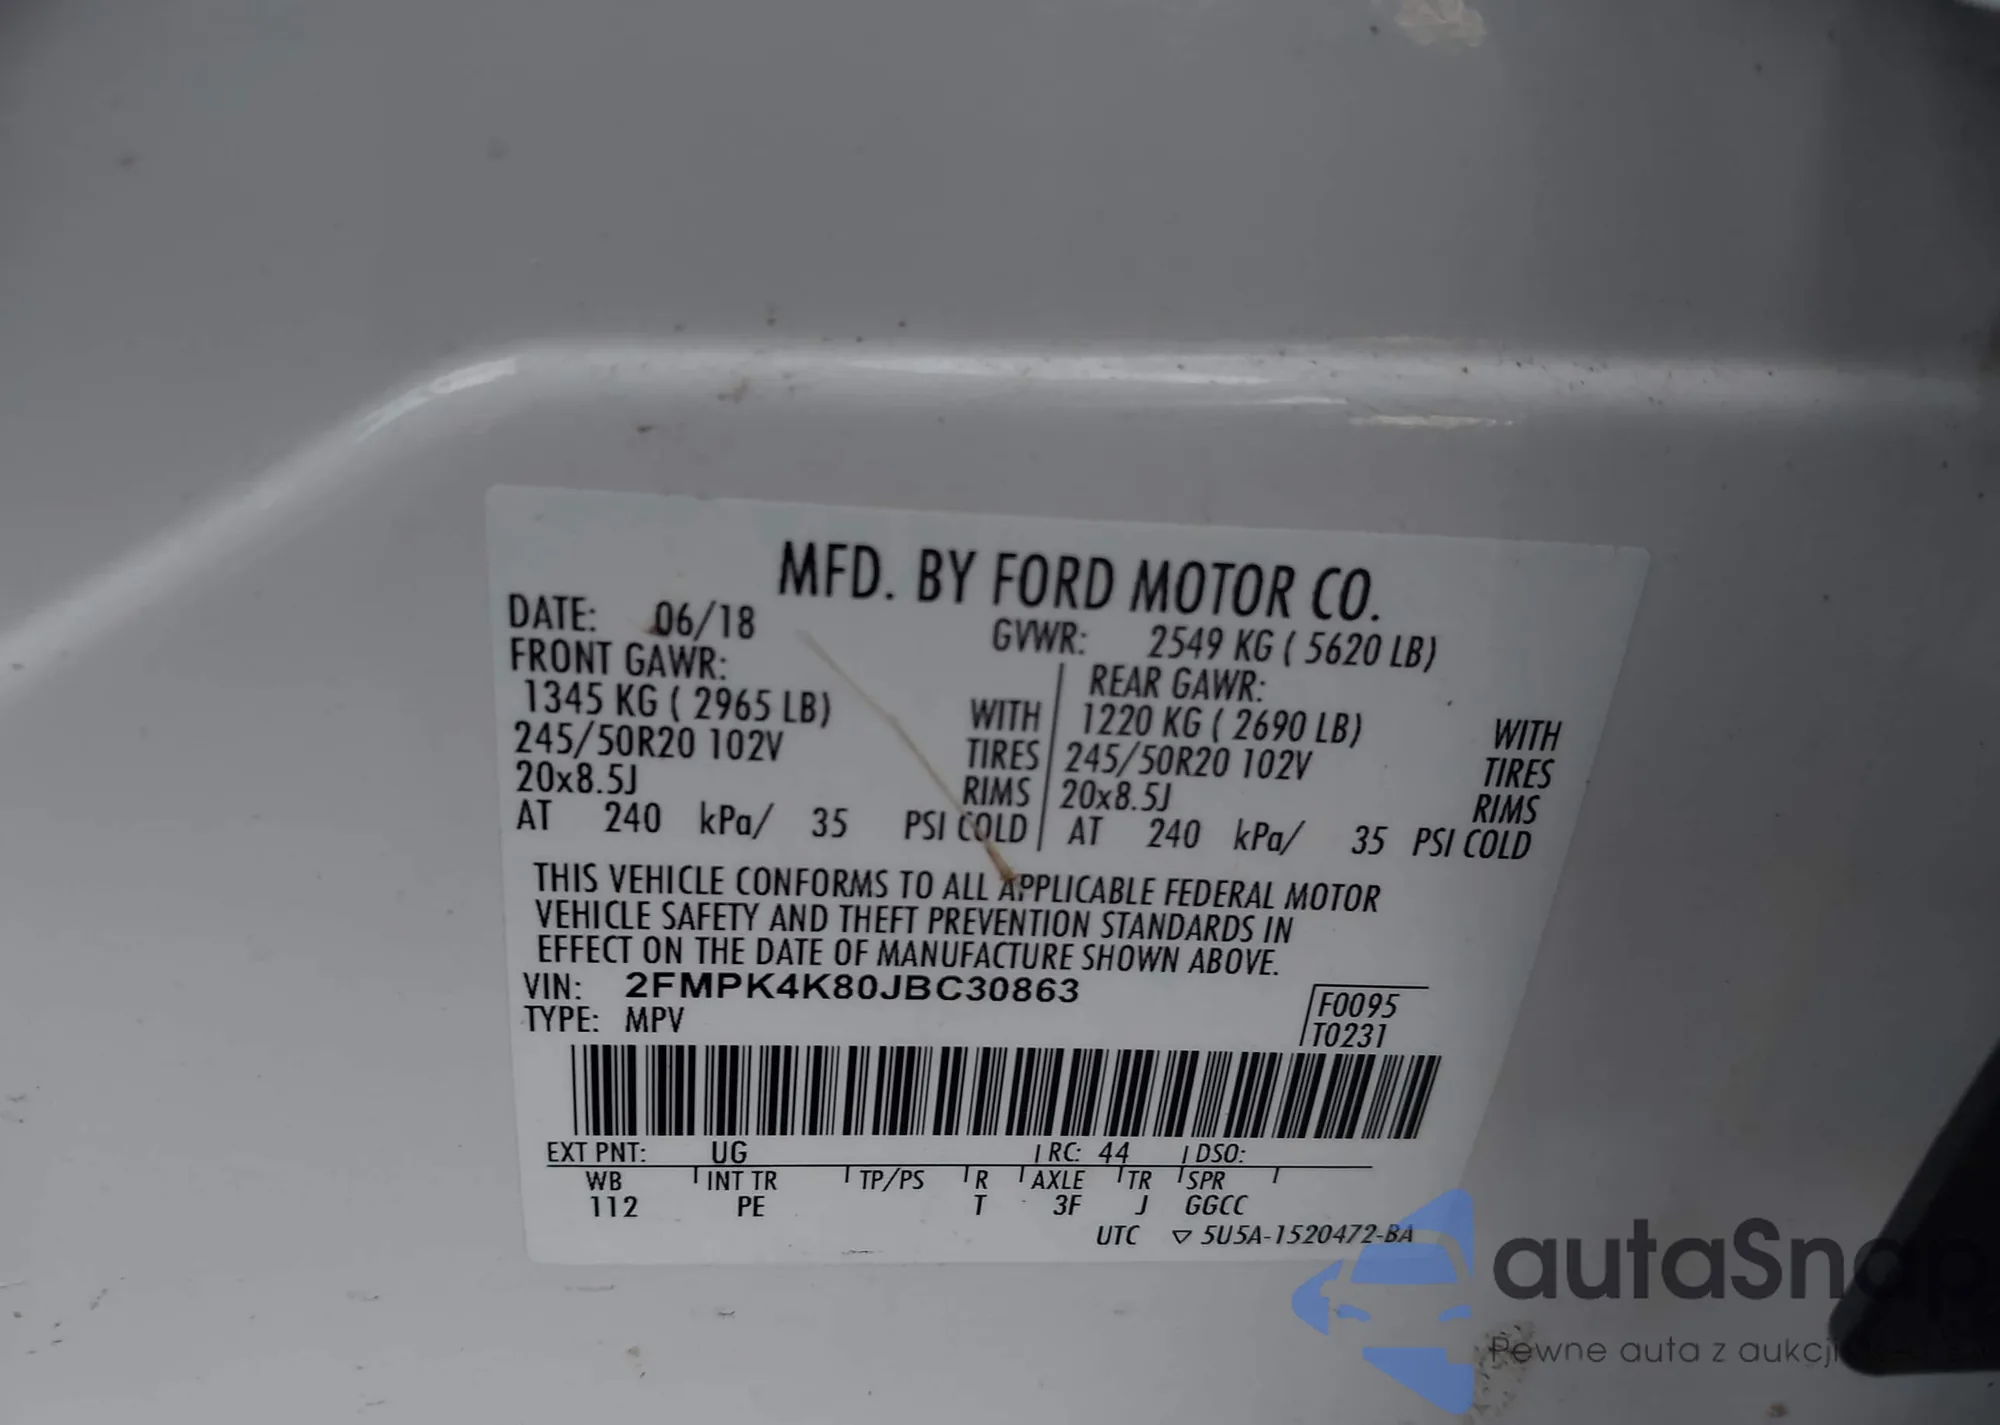 MFD. BY FORD MOTOR CO.
DATE: 06/18 GVWR: 2549 KG ( 5620 LB)
FRONT GAWR: REAR GAWR:
1345 KG ( 2965 LB) WITH 1220 KG ( 2690 LB) WITH
245/50R20 102V TIRES 245/50R20 102V TIRES
20x8.5J RIMS 20x8.5J RIMS
AT 240 kPa/ 35 PSI COLD AT 240 kPa/ 35 PSI COLD
THIS VEHICLE CONFORMS TO ALL APPLICABLE FEDERAL MOTOR
VEHICLE SAFETY AND THEFT PREVENTION STANDARDS IN
EFFECT ON THE DATE OF MANUFACTURE SHOWN ABOVE.
VIN: 2FMPK4K80JBC30863 F0095
TYPE: MPV T0231
EXT PNT: UG RC: 44 DSO:
WB INT TR TP/PS R AXLE TR SPR
112 PE T 3F J GGCC
UTC ▽ 5U5A-1520472-BA
autaSnap
Pewne auta z aukcji